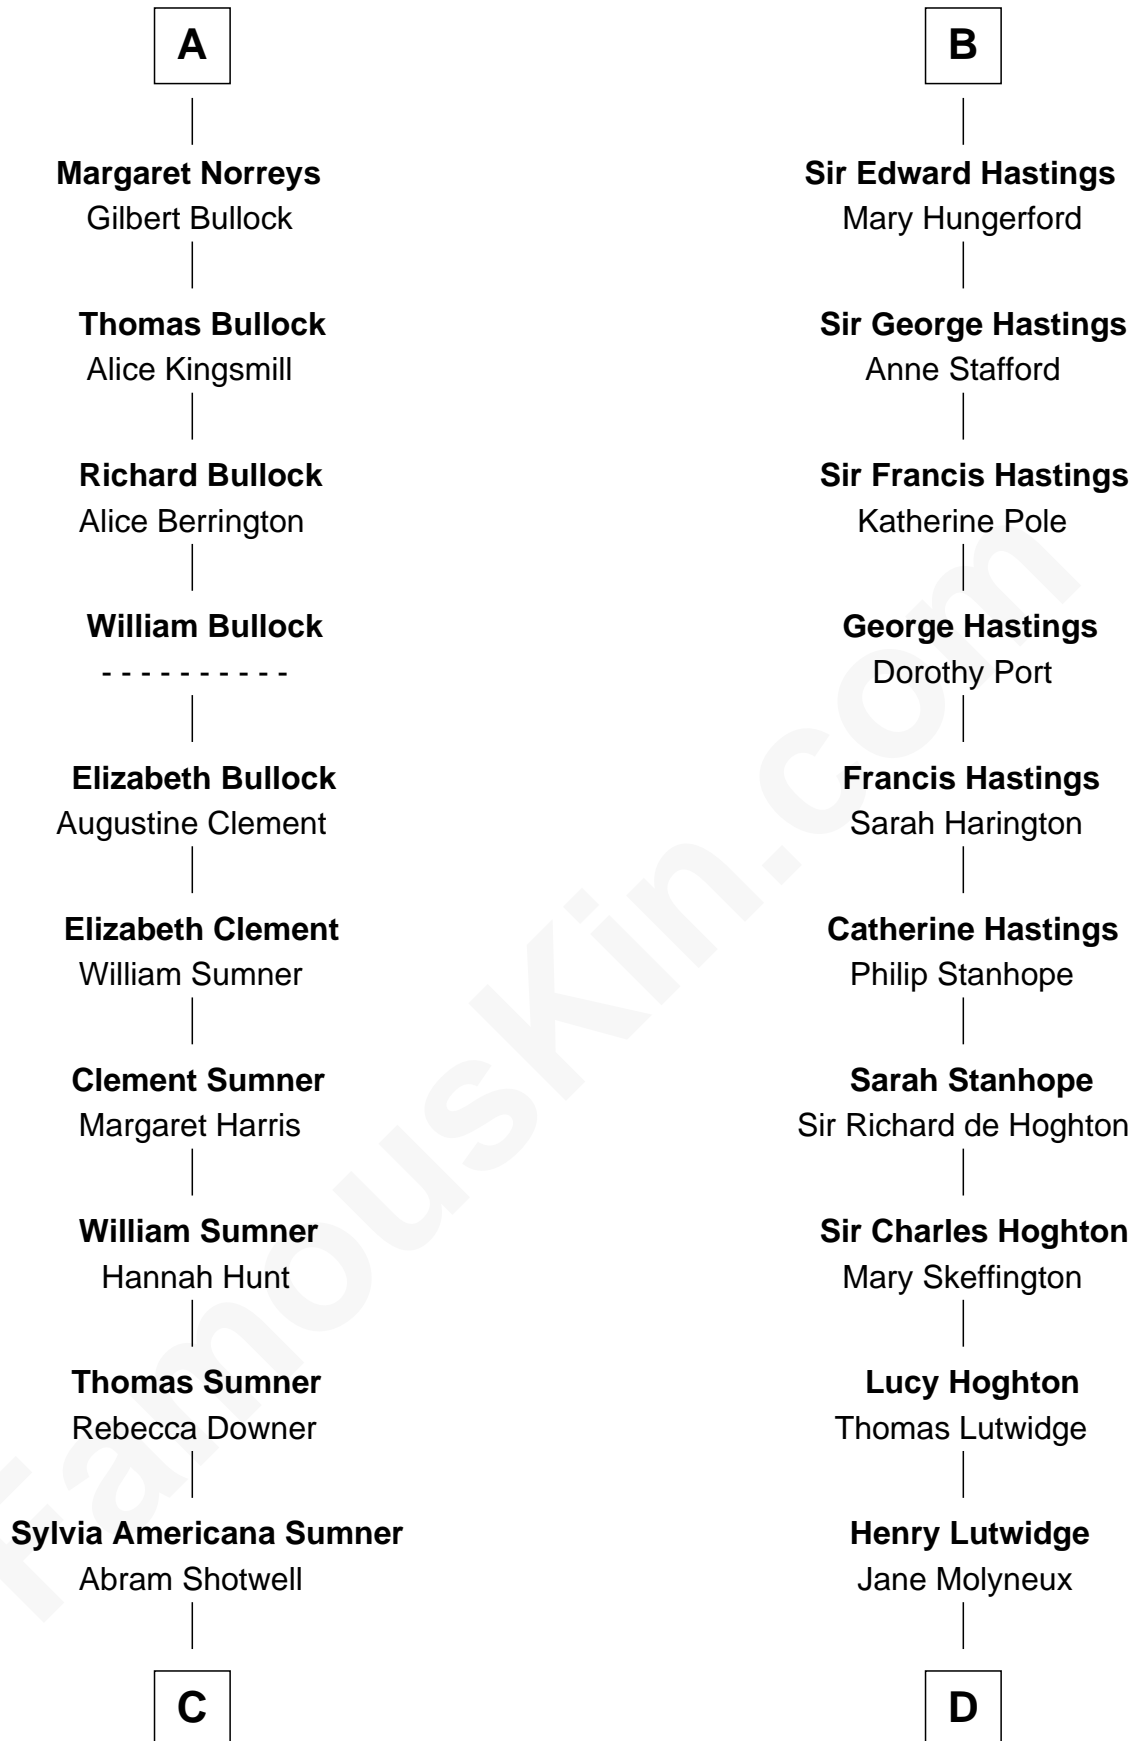 A
Margaret Norreys
Gilbert Bullock
Thomas Bullock
Alice Kingsmill
Richard Bullock
Alice Berrington
William Bullock
- - - - - - - - - -
Elizabeth Bullock
Augustine Clement
Elizabeth Clement
William Sumner
Clement Sumner
Margaret Harris
William Sumner
Hannah Hunt
Thomas Sumner
Rebecca Downer
Sylvia Americana Sumner
Abram Shotwell
C
B
Sir Edward Hastings
Mary Hungerford
Sir George Hastings
Anne Stafford
Sir Francis Hastings
Katherine Pole
George Hastings
Dorothy Port
Francis Hastings
Sarah Harington
Catherine Hastings
Philip Stanhope
Sarah Stanhope
Sir Richard de Hoghton
Sir Charles Hoghton
Mary Skeffington
Lucy Hoghton
Thomas Lutwidge
Henry Lutwidge
Jane Molyneux
D
FamousKin.com